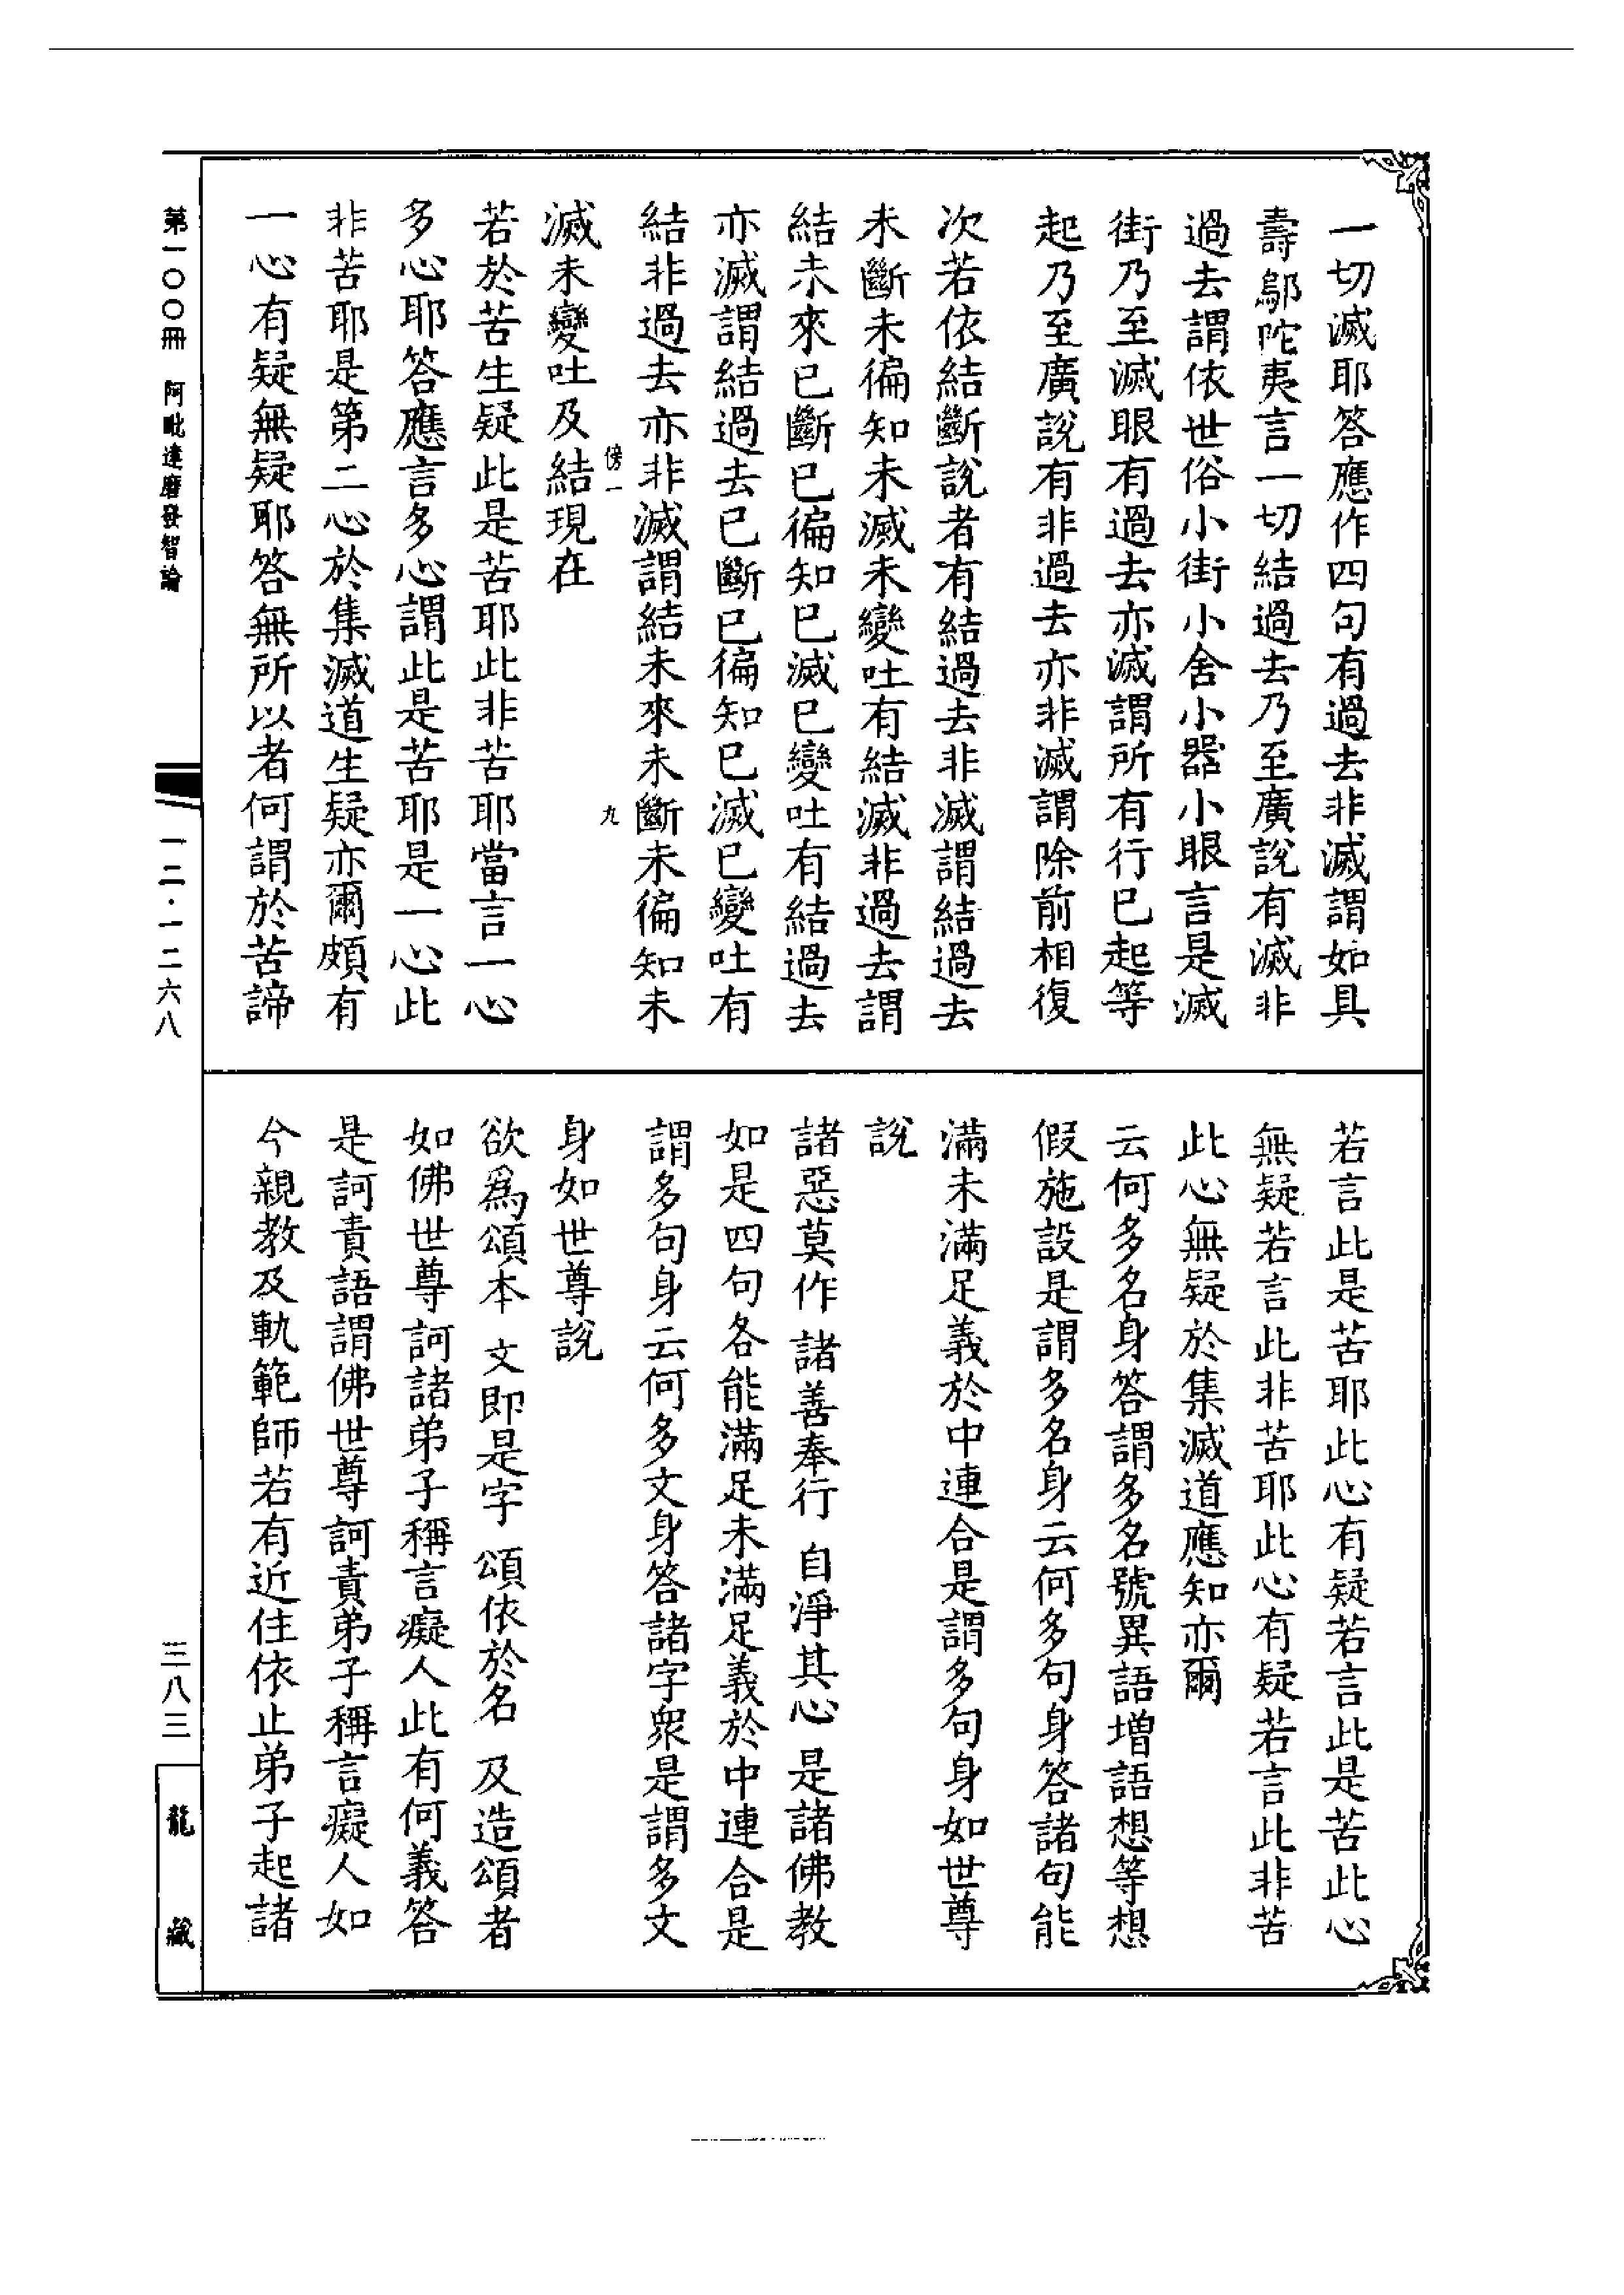 一切滅耶答應作四句有過去非滅謂如具
壽鄔陀夷言一切結過去乃至廣說有滅非
過去謂依世俗小街小舍小器小眼言是滅
街乃至滅眼有過去亦滅謂所有行已起等
起乃至廣說有非過去亦非滅謂除前相復
次若依結斷說者有結過去非滅謂結過去
未斷未徧知未滅未變吐有結滅非過去謂
結未來已斷已徧知已滅已變吐有結過去
亦滅謂結過去已斷已徧知已滅已變吐有
結非過去亦非滅謂結未來未斷未徧知未
傍一
九
滅未變吐及結現在
若於苦生疑此是苦耶此非苦耶當言一心
多心耶答應言多心謂此是苦耶是一心此
非苦耶是第二心於集滅道生疑亦爾頗有
一心有疑無疑耶答無所以者何謂於苦諦
若言此是苦耶此心有疑若言此是苦此心
無疑若言此非苦耶此心有疑若言此非苦
此心無疑於集滅道應知亦爾
云何多名身答謂多名號異語增語想等想
假施設是謂多名身云何多句身答諸句能
滿未滿足義於中連合是謂多句身如世尊
說
諸惡莫作 諸善奉行 自淨其心 是諸佛教
如是四句各能滿足未滿足義於中連合是
謂多句身云何多文身答諸字眾是謂多文
身如世尊說
欲爲頌本 文即是字 頌依於名 及造頌者
如佛世尊訶諸弟子稱言癡人此有何義答
是訶責語謂佛世尊訶責弟子稱言癡人如
今親教及軌範師若有近住依止弟子起諸
第一〇〇冊 阿毗達磨發智論
一二·一二六八
三八三
龍藏